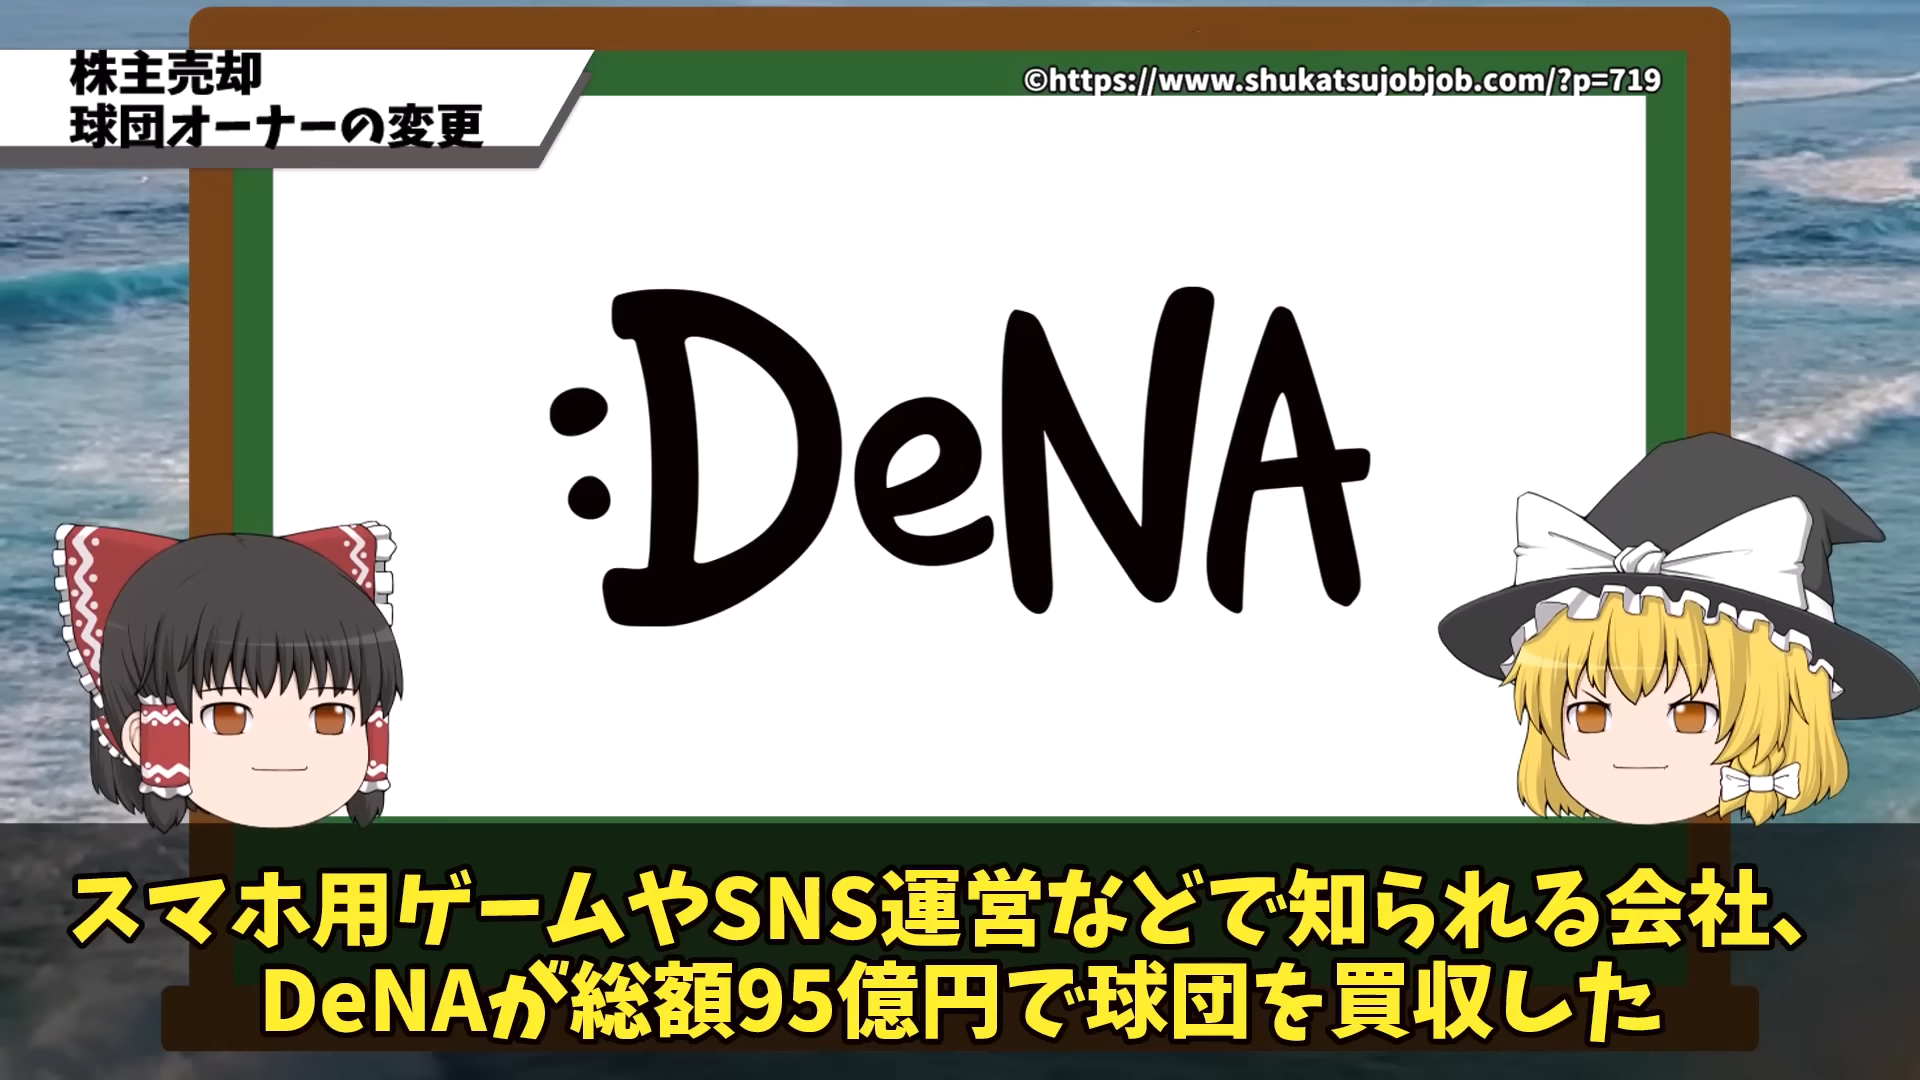 株主売却
球団オーナーの変更
©https://www.shukatsujobjob.com/?p=719
:DeNA
スマホ用ゲームやSNS運営などで知られる会社、
DeNAが総額95億円で球団を買収した